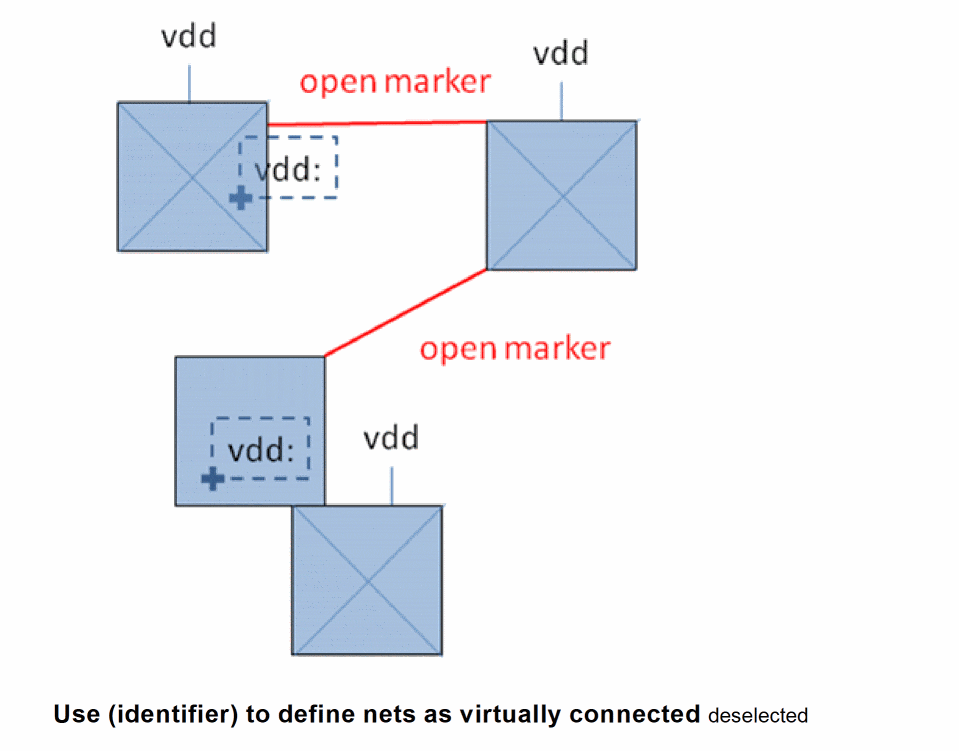 vdd
vdd
open marker
vdd:
open marker
vdd:
vdd
Use (identifier) to define nets as virtually connected deselected